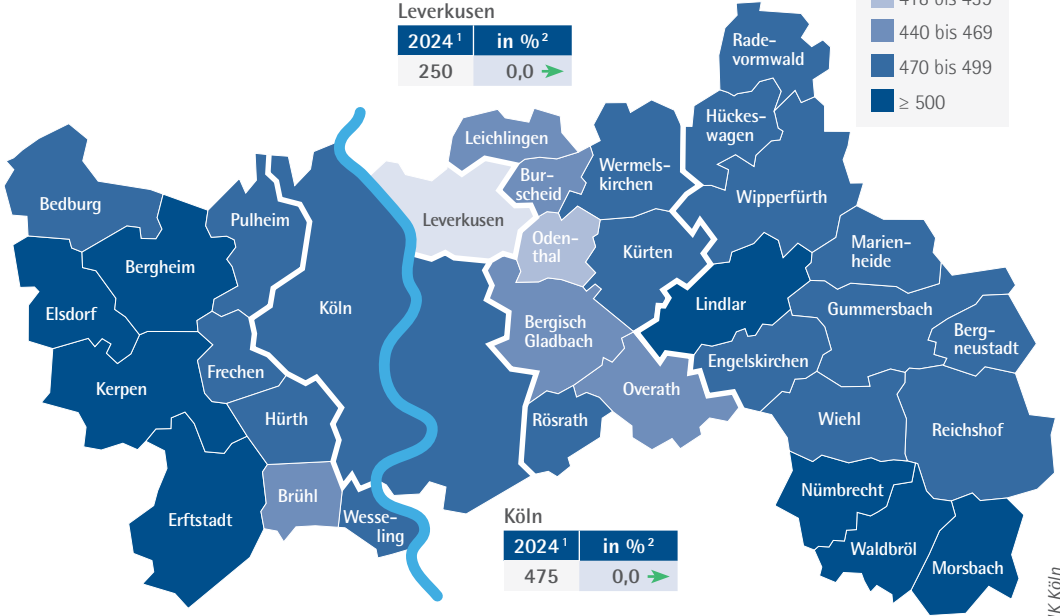 Leverkusen
2024¹ in %²
250 0,0
418 bis 439
440 bis 469
470 bis 499
≥ 500
Rade-
vormwald
Hückes-
wagen
Leichlingen
Wermels-
kirchen
Bur-
scheid
Wipperfürth
Bedburg
Pulheim
Leverkusen
Oden-
thal
Kürten
Marien-
heide
Bergheim
Elsdorf
Köln
Lindlar
Gummersbach
Bergisch
Gladbach
Berg-
neustadt
Engelskirchen
Frechen
Kerpen
Overath
Hürth
Rösrath
Wiehl
Reichshof
Brühl
Nümbrecht
Erftstadt
Wesse-
ling
Waldbröl
Morsbach
Köln
2024¹ in %²
475 0,0